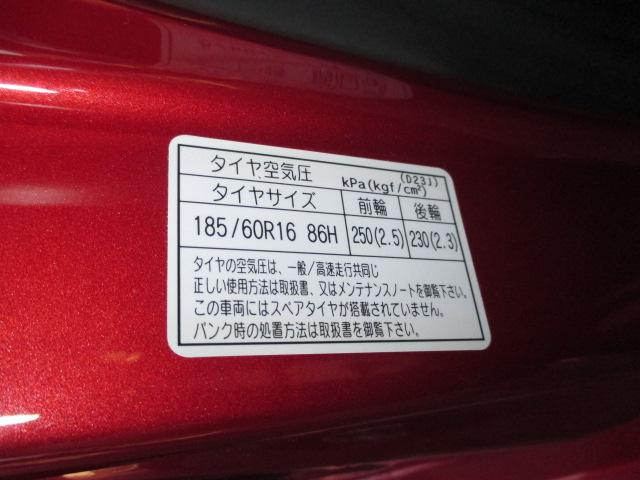 タイヤ空気圧 kPa(kgf/cm²) (D23J)
タイヤサイズ 前輪 後輪
185/60R16 86H 250(2.5) 230(2.3)
タイヤの空気圧は、一般/高速走行共同じ
正しい使用方法は取扱書、又はメンテナンスノートを御覧下さい。
この車両にはスペアタイヤが搭載されていません。
パンク時の処置方法は取扱書を御覧下さい。